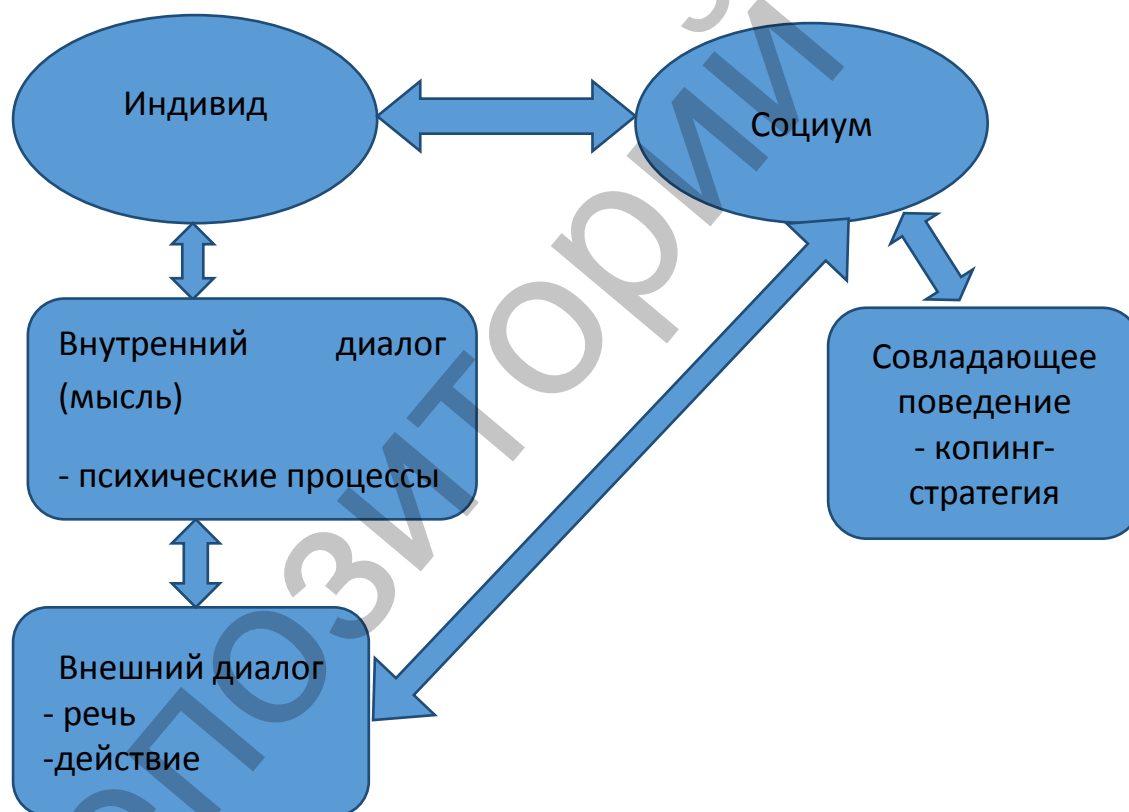 Индивид
Социум
Внутренний диалог
(мысль)
- психические процессы
Совладающее
поведение
- копинг-
стратегия
Внешний диалог
- речь
-действие